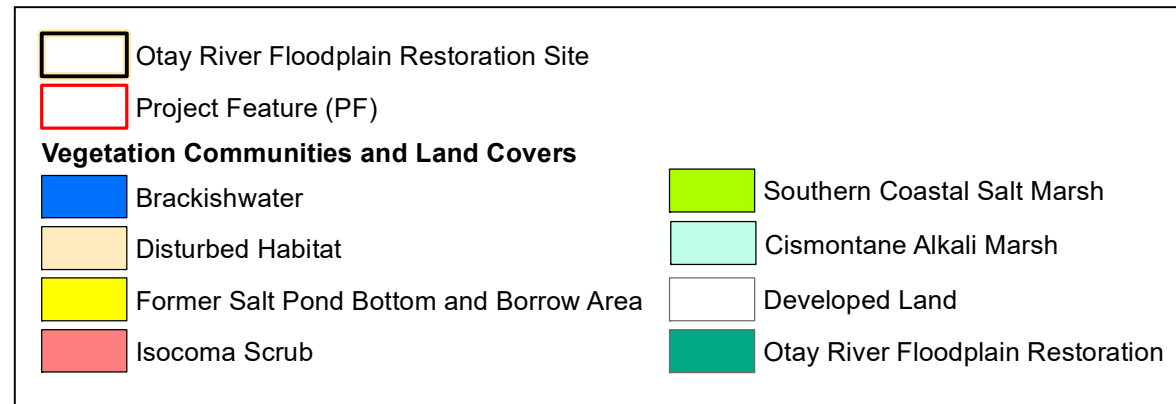 Otay River Floodplain Restoration Site
Project Feature (PF)
Vegetation Communities and Land Covers
Brackishwater
Disturbed Habitat
Former Salt Pond Bottom and Borrow Area
Isocoma Scrub
Southern Coastal Salt Marsh
Cismontane Alkali Marsh
Developed Land
Otay River Floodplain Restoration